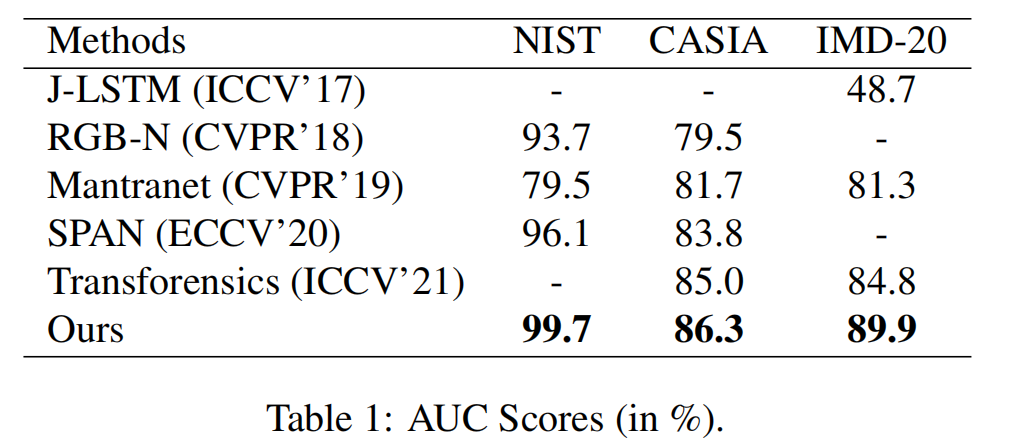 Methods NIST CASIA IMD-20
J-LSTM (ICCV’17) - - 48.7
RGB-N (CVPR’18) 93.7 79.5 -
Mantranet (CVPR’19) 79.5 81.7 81.3
SPAN (ECCV’20) 96.1 83.8 -
Transforensics (ICCV’21) - 85.0 84.8
Ours 99.7 86.3 89.9
Table 1: AUC Scores (in %).